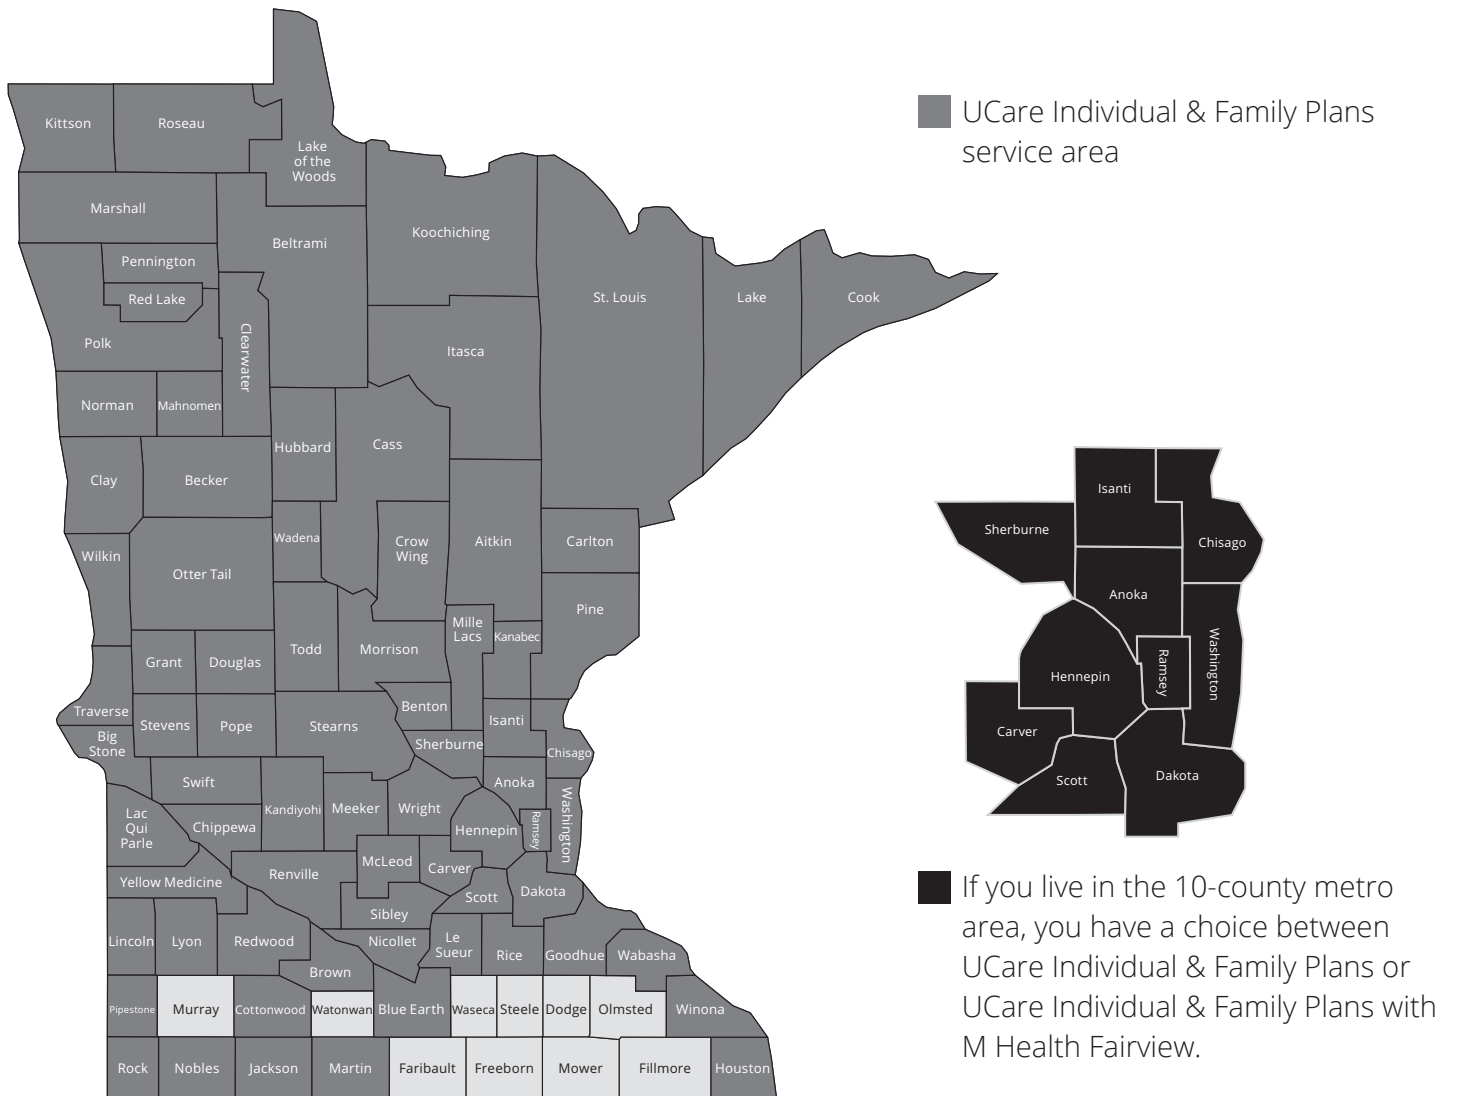 UCare Individual & Family Plans
service area
Kittson
Roseau
Lake
of the
Woods
Marshall
Beltrami
Koochiching
Pennington
Red Lake
Polk
Clearwater
St. Louis
Lake
Cook
Itasca
Norman
Mahnomen
Hubbard
Cass
Clay
Becker
Wadena
Crow
Wing
Aitkin
Carlton
Wilkin
Otter Tail
Pine
Mille
Lacs
Kanabec
Grant
Douglas
Todd
Morrison
Traverse
Stevens
Pope
Stearns
Benton
Isanti
Big
Stone
Sherburne
Chisago
Swift
Anoka
Kandiyohi
Meeker
Wright
Washington
Lac
Qui
Parle
Chippewa
Hennepin
Ramsey
McLeod
Carver
Yellow Medicine
Renville
Scott
Dakota
Sibley
Lincoln
Lyon
Redwood
Nicollet
Le
Sueur
Rice
Goodhue
Wabasha
Brown
Pipestone
Murray
Cottonwood
Watonwan
Blue Earth
Waseca
Steele
Dodge
Olmsted
Winona
Rock
Nobles
Jackson
Martin
Faribault
Freeborn
Mower
Fillmore
Houston
Isanti
Sherburne
Chisago
Anoka
Washington
Ramsey
Hennepin
Carver
Scott
Dakota
If you live in the 10-county metro
area, you have a choice between
UCare Individual & Family Plans or
UCare Individual & Family Plans with
M Health Fairview.